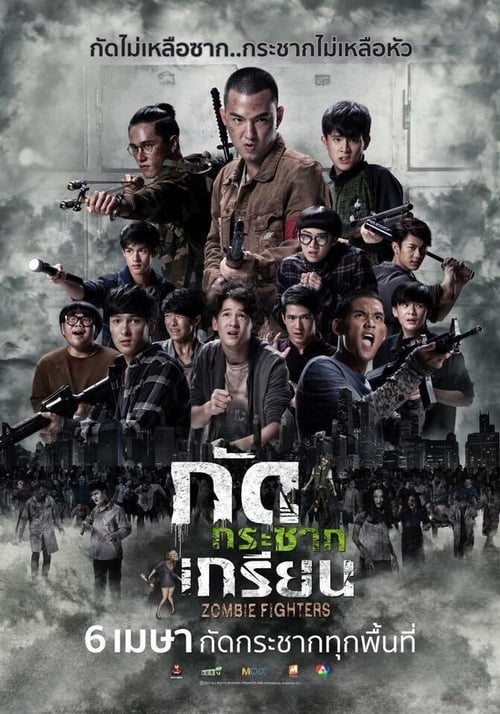 กัดไม่เหลือซาก..กระชากไม่เหลือหัว
กัด
กระชาก
เกรียน
ZOMBIE FIGHTERS
6 เมษา กัดกระชากทุกพื้นที่